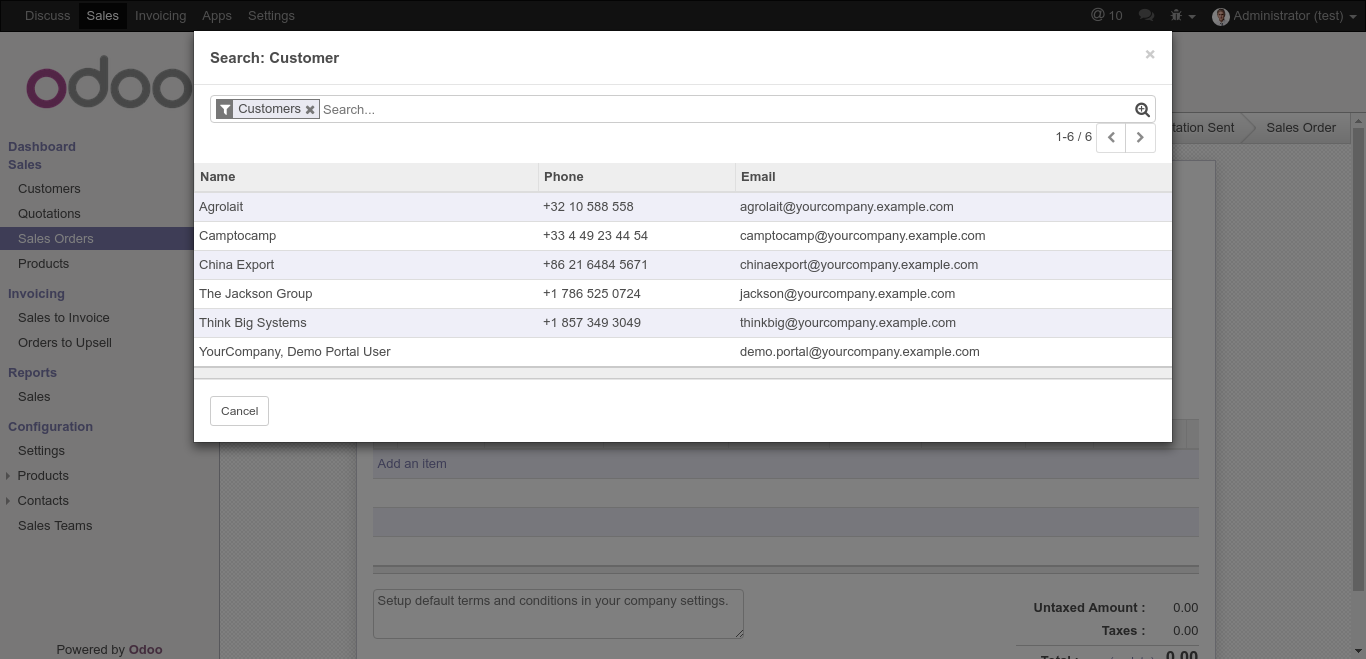 Discuss Sales Invoicing Apps Settings @ 10 Administrator (test)
odoo
Search: Customer ×
Customers Search...
1-6 / 6
tation Sent Sales Order
Dashboard
Sales
Customers
Quotations
Sales Orders
Products
Invoicing
Sales to Invoice
Orders to Upsell
Reports
Sales
Configuration
Settings
Products
Contacts
Sales Teams
Powered by Odoo
Name Phone Email
Agrolait +32 10 588 558 agrolait@yourcompany.example.com
Camptocamp +33 4 49 23 44 54 camptocamp@yourcompany.example.com
China Export +86 21 6484 5671 chinaexport@yourcompany.example.com
The Jackson Group +1 786 525 0724 jackson@yourcompany.example.com
Think Big Systems +1 857 349 3049 thinkbig@yourcompany.example.com
YourCompany, Demo Portal User demo.portal@yourcompany.example.com
Cancel
Add an item
Setup default terms and conditions in your company settings.
Untaxed Amount : 0.00
Taxes : 0.00
Total : 0.00